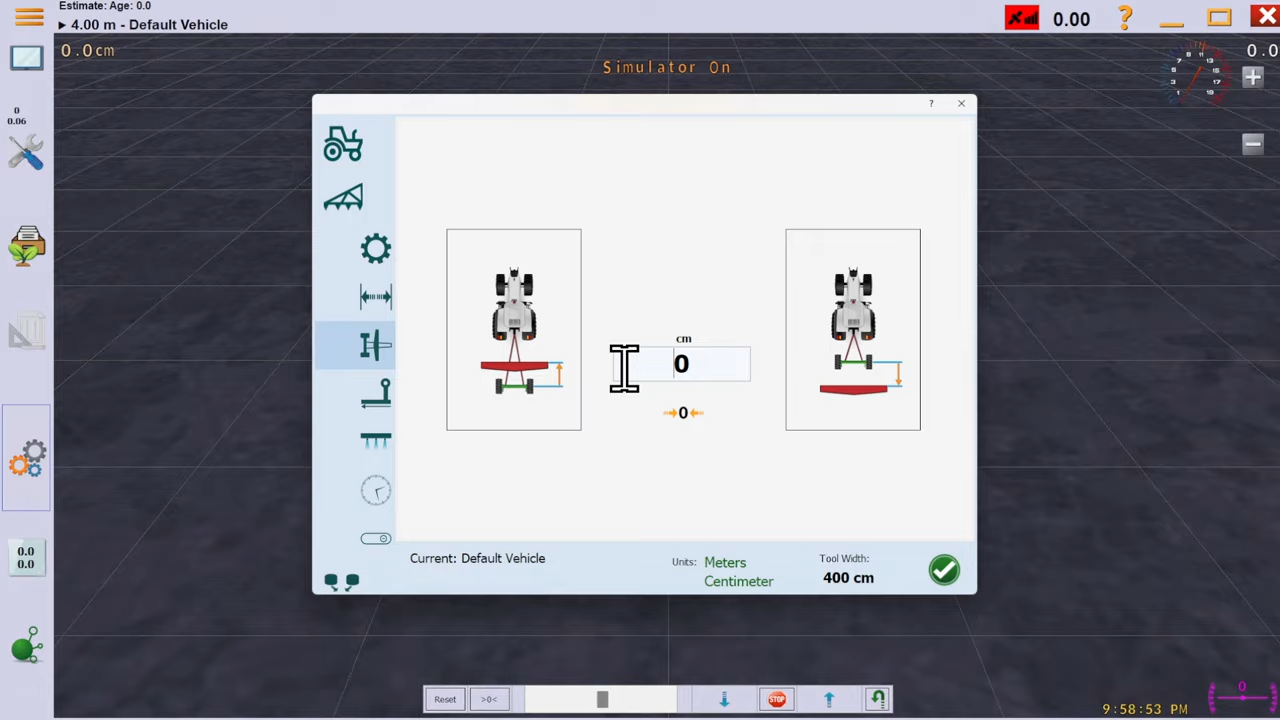 Estimate: Age: 0.0
▸ 4.00 m - Default Vehicle
0.00
?
0.0cm
Simulator On
0.0
0
0.06
?
cm
0
0
Current: Default Vehicle
Units: Meters
Centimeter
Tool Width:
400 cm
0.0
0.0
Reset
>0<
STOP
0
9:58:53 PM